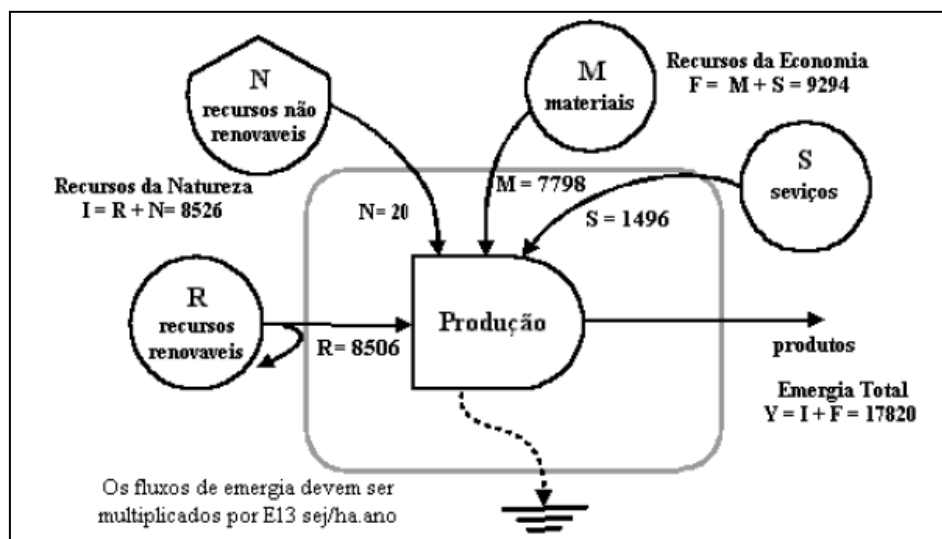 N
recursos não
renovaveis
M
materiais
Recursos da Economia
F = M + S = 9294
S
seviços
Recursos da Natureza
I = R + N= 8526
N= 20
M = 7798
S = 1496
R
recursos
renovaveis
R= 8506
Produção
produtos
Emergia Total
Y = I + F = 17820
Os fluxos de emergia devem ser
multiplicados por E13 sej/ha.ano